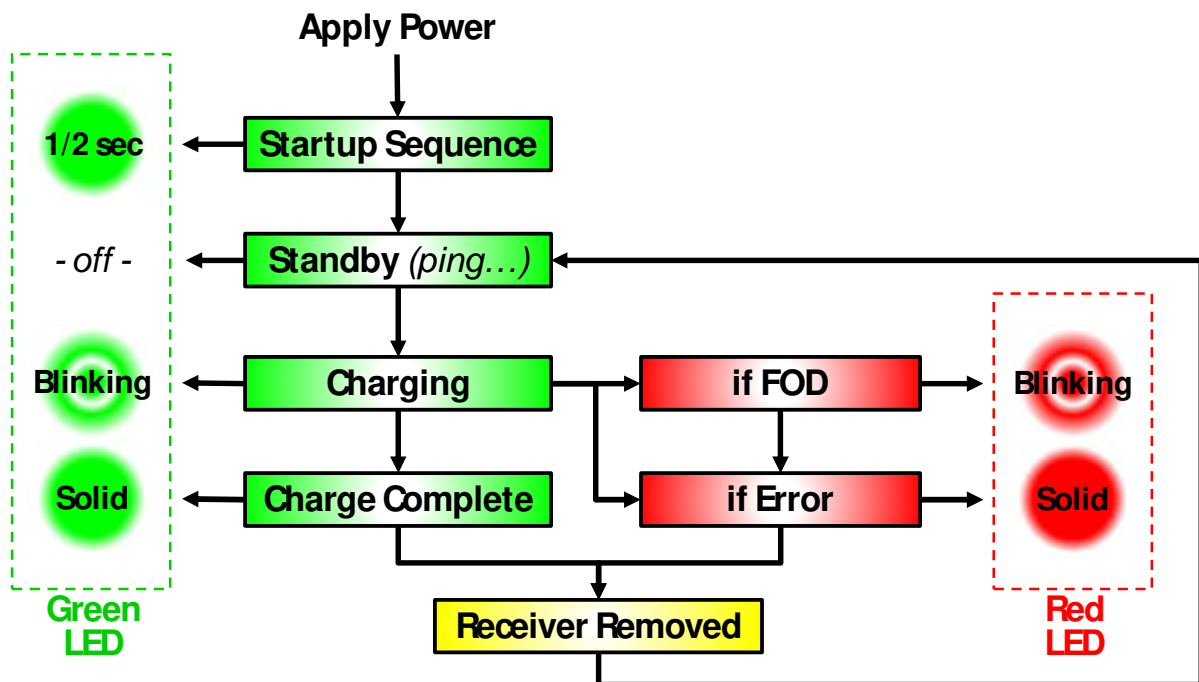 Apply Power
1/2 sec
Startup Sequence
- off -
Standby (ping...)
Blinking
Charging
if FOD
Blinking
Solid
Charge Complete
if Error
Solid
Green
LED
Receiver Removed
Red
LED